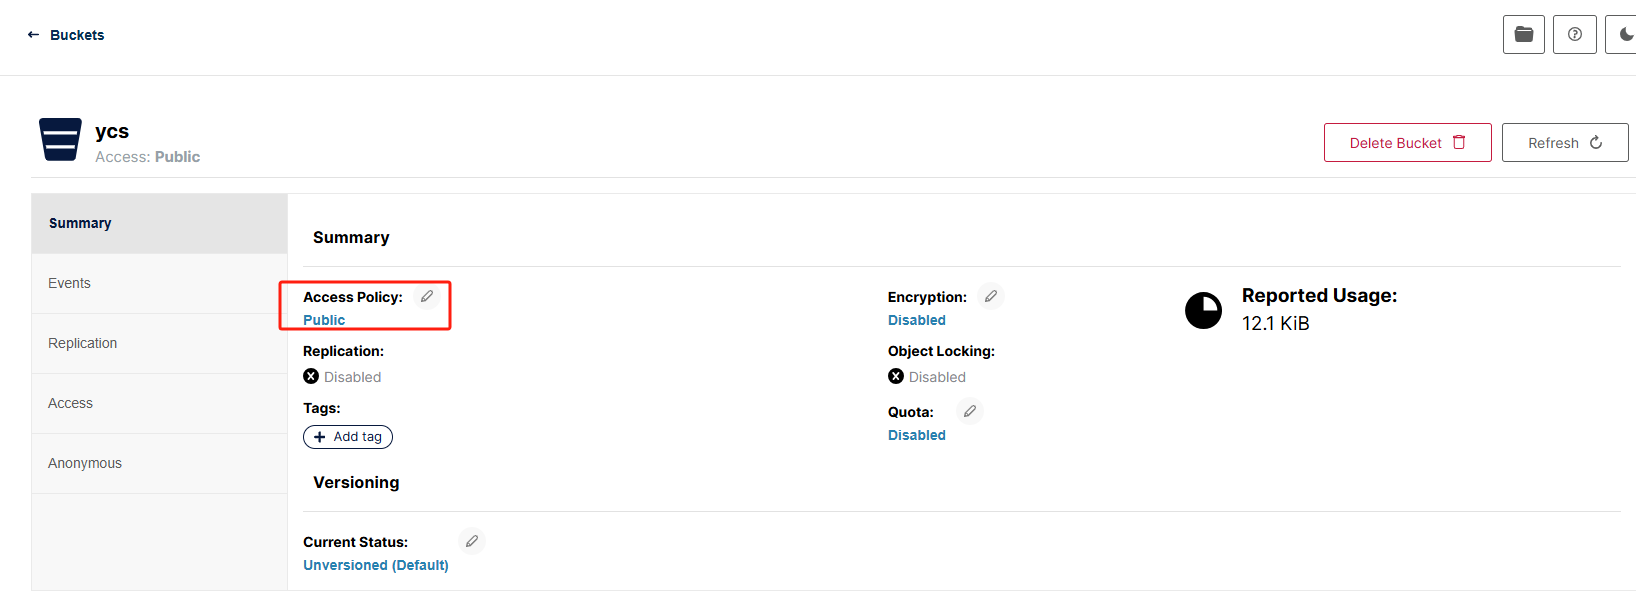 Buckets
ycs
Access: Public
Delete Bucket
Refresh
Summary
Events
Replication
Access
Anonymous
Summary
Access Policy:
Public
Encryption:
Disabled
Reported Usage:
12.1 KiB
Replication:
Disabled
Object Locking:
Disabled
Tags:
Add tag
Quota:
Disabled
Versioning
Current Status:
Unversioned (Default)